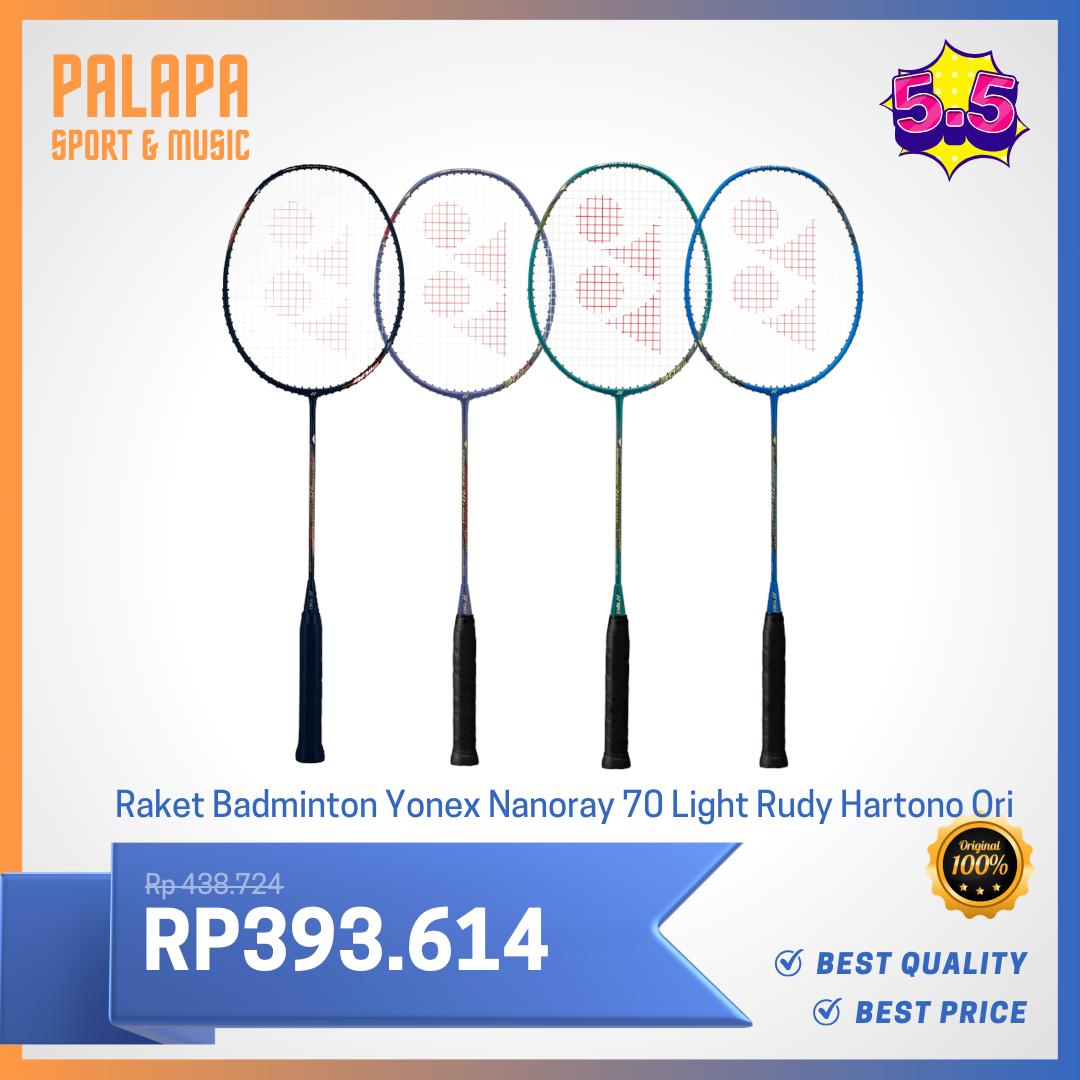 PALAPA
SPORT & MUSIC
5.5
Raket Badminton Yonex Nanoray 70 Light Rudy Hartono Ori
Original
100%
Rp 438.724
RP393.614
BEST QUALITY
BEST PRICE